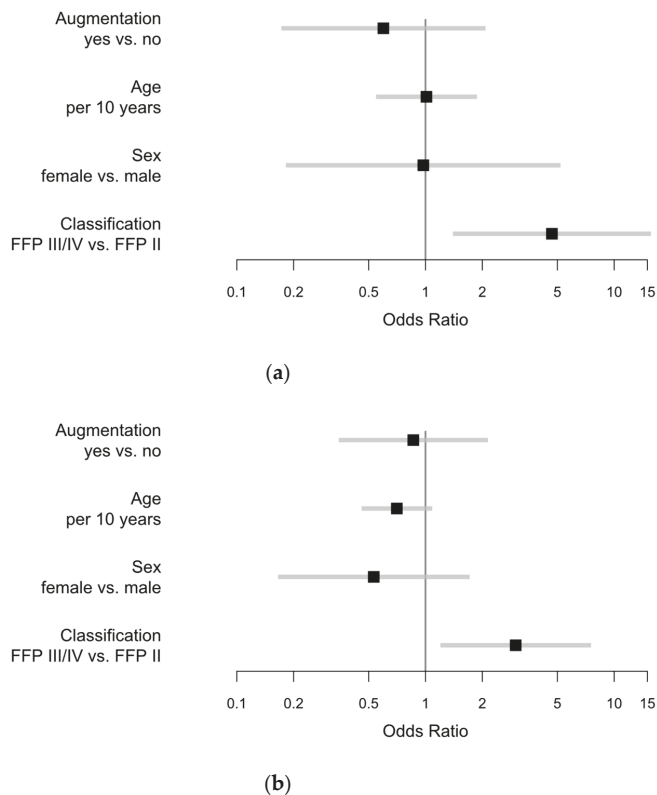 Augmentation
yes vs. no
Age
per 10 years
Sex
female vs. male
Classification
FFP III/IV vs. FFP II
0.1 0.2 0.5 1 2 5 10 15
Odds Ratio
(a)
Augmentation
yes vs. no
Age
per 10 years
Sex
female vs. male
Classification
FFP III/IV vs. FFP II
0.1 0.2 0.5 1 2 5 10 15
Odds Ratio
(b)